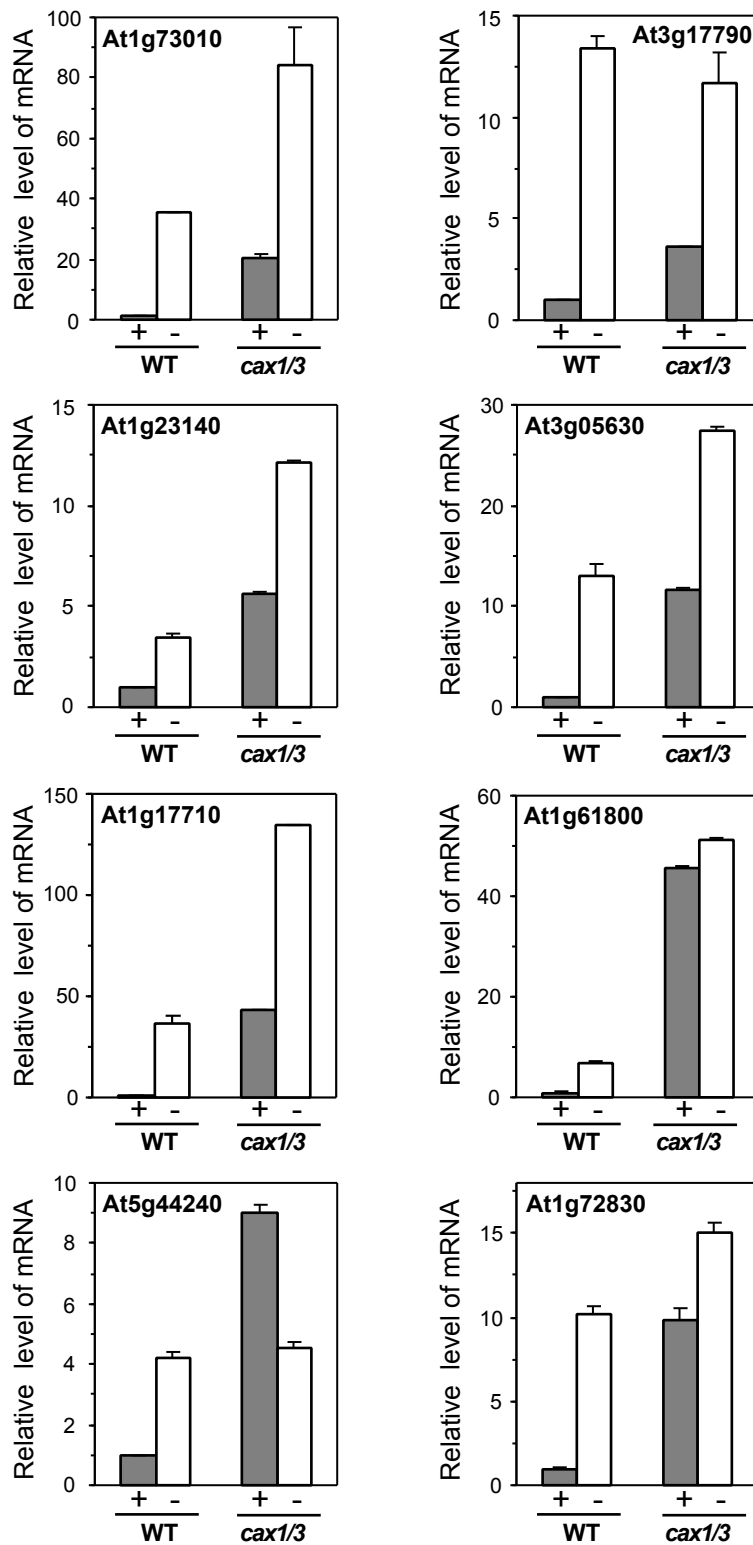 Relative level of mRNA
At1g73010
100
80
60
40
20
0
+ - + -
WT cax1/3
Relative level of mRNA
At3g17790
15
10
5
0
+ - + -
WT cax1/3
Relative level of mRNA
At1g23140
15
10
5
0
+ - + -
WT cax1/3
Relative level of mRNA
At3g05630
30
20
10
0
+ - + -
WT cax1/3
Relative level of mRNA
At1g17710
150
100
50
0
+ - + -
WT cax1/3
Relative level of mRNA
At1g61800
60
40
20
0
+ - + -
WT cax1/3
Relative level of mRNA
At5g44240
10
8
6
4
2
0
+ - + -
WT cax1/3
Relative level of mRNA
At1g72830
15
10
5
0
+ - + -
WT cax1/3